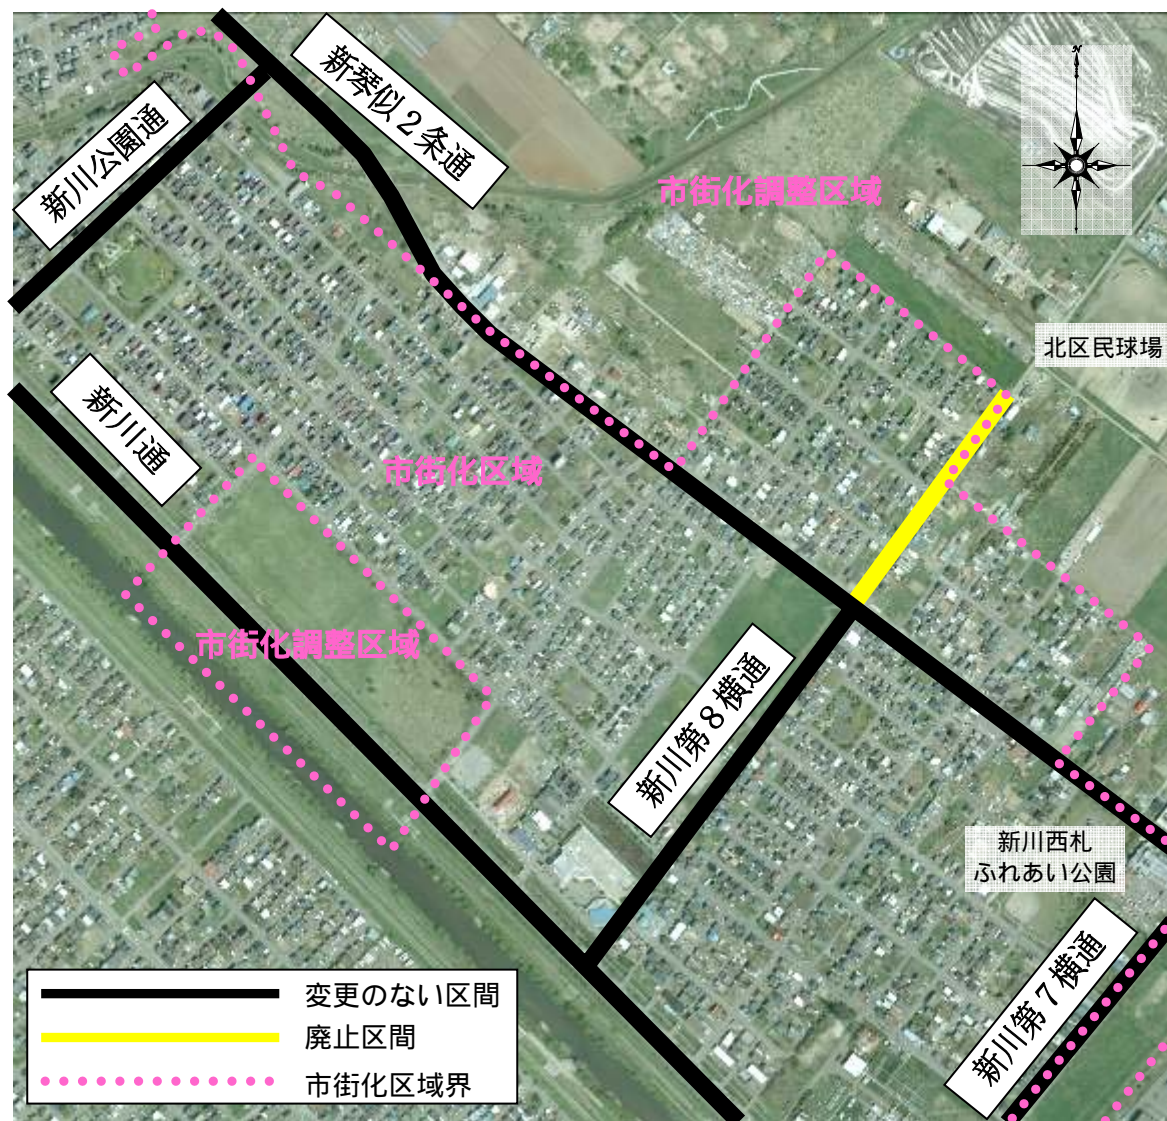 新琴似２条通
新川公園通
N
市街化調整区域
北区民球場
新川通
市街化区域
市街化調整区域
新川第８横通
新川西札
ふれあい公園
新川第７横通
変更のない区間
廃止区間
市街化区域界